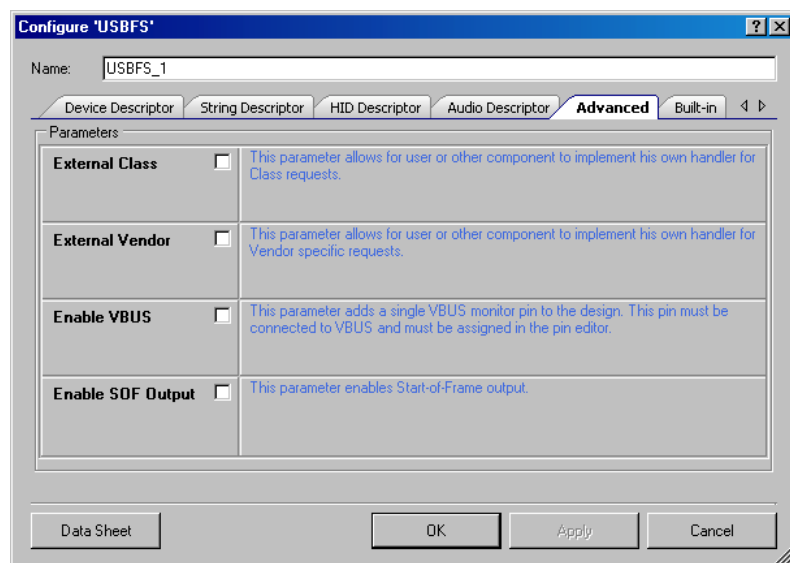 Configure 'USBFS'
Name: USBFS_1
Device Descriptor String Descriptor HID Descriptor Audio Descriptor Advanced Built-in
Parameters
External Class
This parameter allows for user or other component to implement his own handler for
Class requests.
External Vendor
This parameter allows for user or other component to implement his own handler for
Vendor specific requests.
Enable VBUS
This parameter adds a single VBUS monitor pin to the design. This pin must be
connected to VBUS and must be assigned in the pin editor.
Enable SOF Output
This parameter enables Start-of-Frame output.
Data Sheet OK Apply Cancel